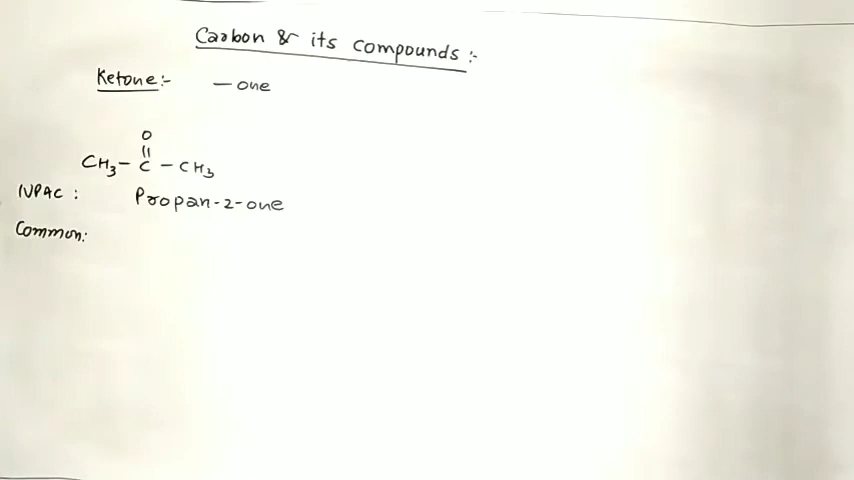 Carbon & its compounds :-
Ketone :- — one
O
||
CH3 — C — CH3
IUPAC : Propan-2-one
Common: